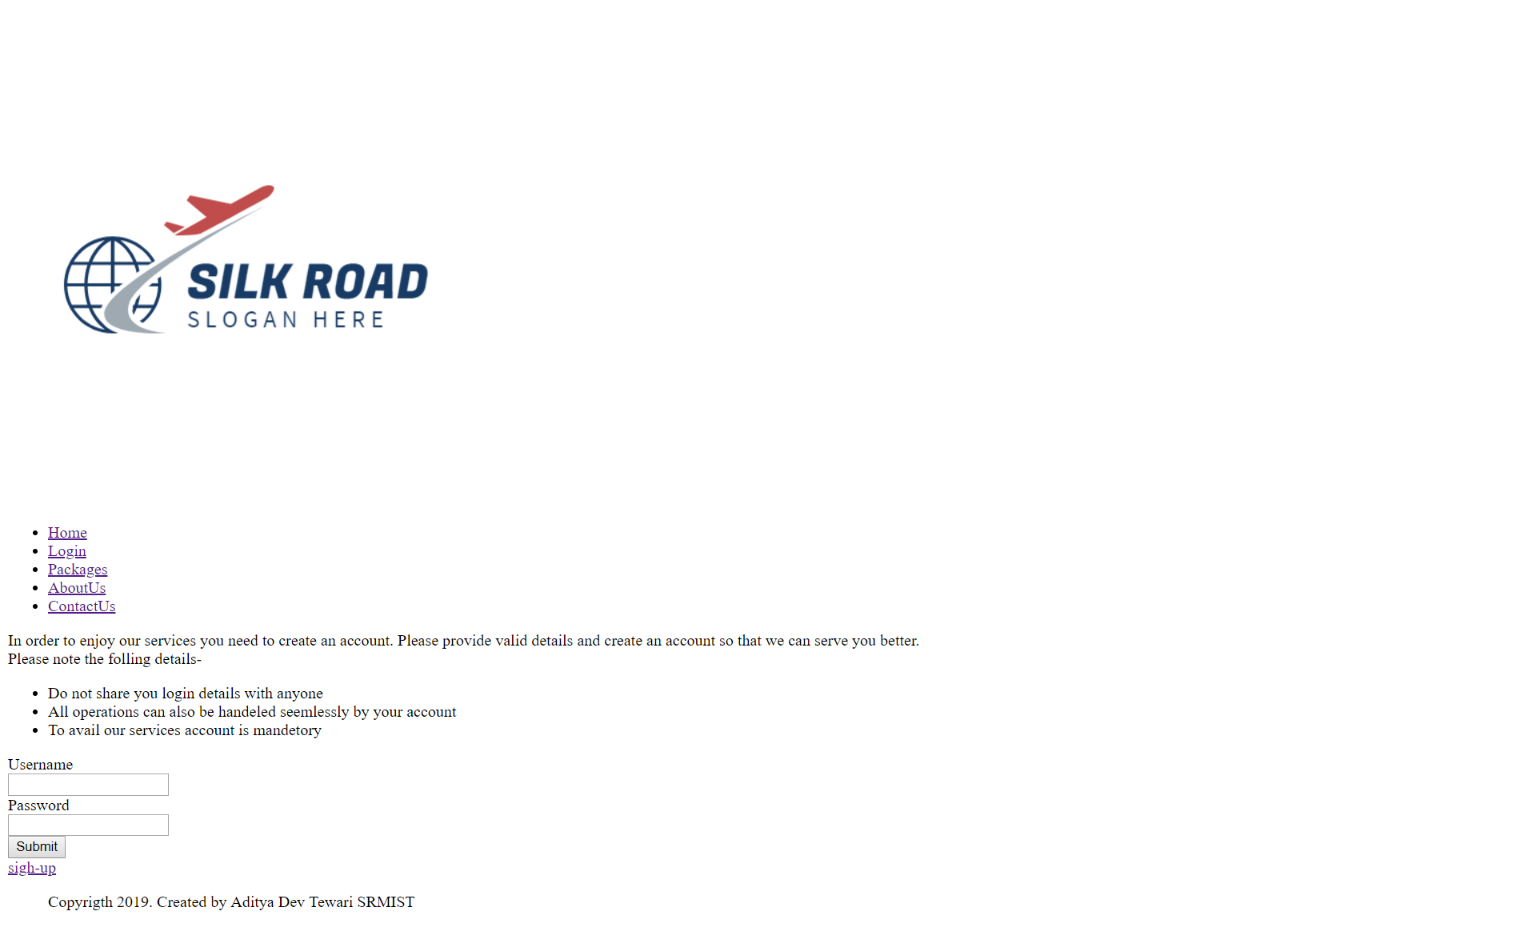 SILK ROAD
SLOGAN HERE
Home
Login
Packages
AboutUs
ContactUs
In order to enjoy our services you need to create an account. Please provide valid details and create an account so that we can serve you better.
Please note the folling details-
Do not share you login details with anyone
All operations can also be handeled seemlessly by your account
To avail our services account is mandetory
Username
Password
Submit
sigh-up
Copyrigth 2019. Created by Aditya Dev Tewari SRMIST